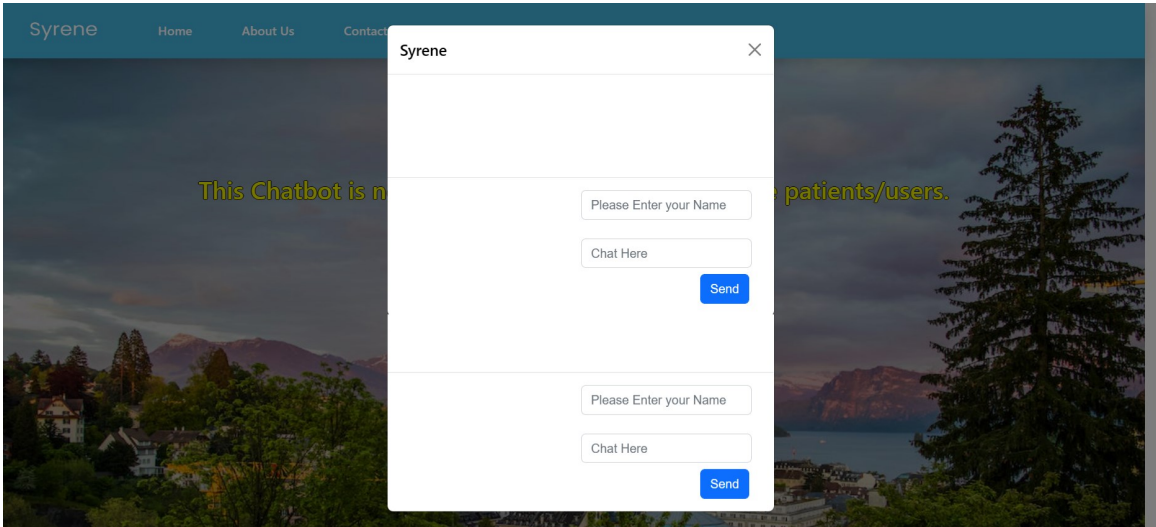 Syrene Home About Us Contact
Syrene
This Chatbot is n
e patients/users.
Please Enter your Name
Chat Here
Send
Please Enter your Name
Chat Here
Send